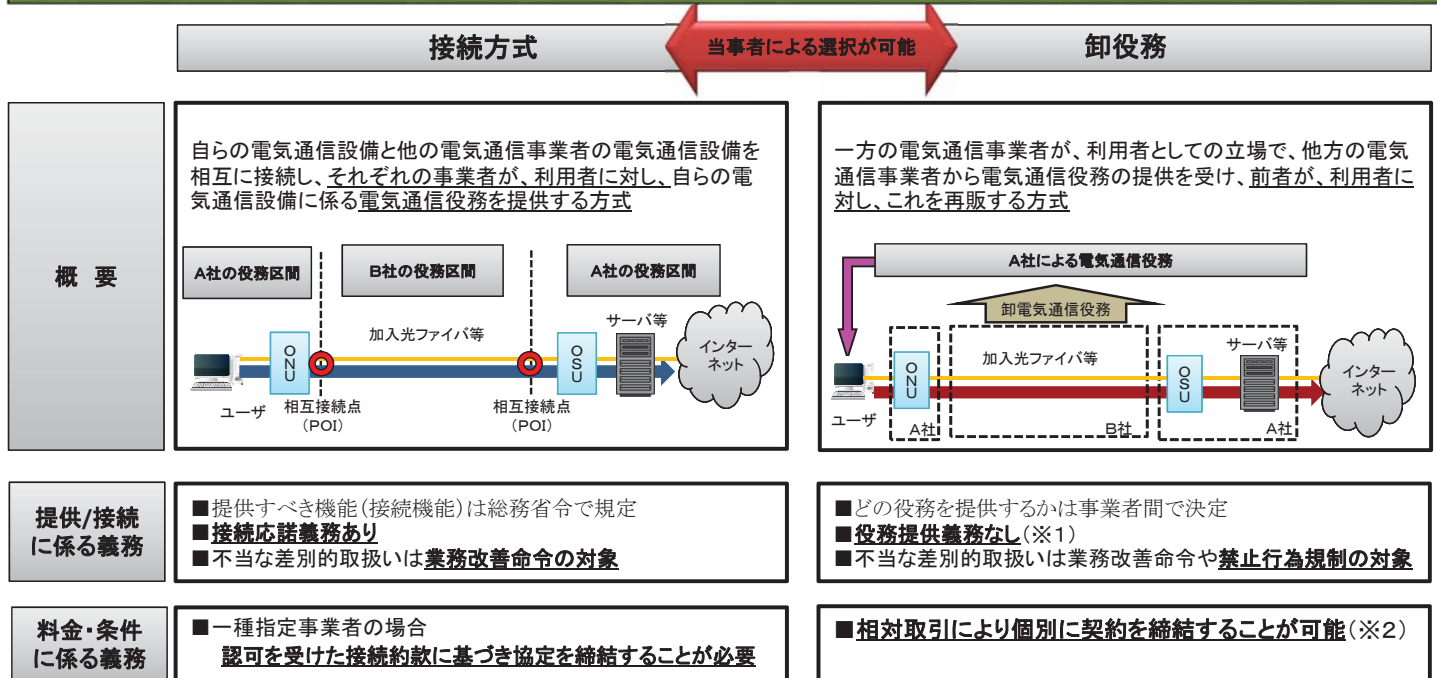 接続方式
当事者による選択が可能
卸役務
概 要
自らの電気通信設備と他の電気通信事業者の電気通信設備を
相互に接続し、それぞれの事業者が、利用者に対し、自らの電
気通信設備に係る電気通信役務を提供する方式
A社の役務区間
B社の役務区間
A社の役務区間
加入光ファイバ等
サーバ等
ONU
OSU
インター
ネット
ユーザ
相互接続点
(POI)
相互接続点
(POI)
一方の電気通信事業者が、利用者としての立場で、他方の電気
通信事業者から電気通信役務の提供を受け、前者が、利用者に
対し、これを再販する方式
A社による電気通信役務
卸電気通信役務
加入光ファイバ等
サーバ等
ONU
OSU
インター
ネット
ユーザ
A社
B社
A社
提供/接続
に係る義務
■提供すべき機能(接続機能)は総務省令で規定
■接続応諾義務あり
■不当な差別的取扱いは業務改善命令の対象
■どの役務を提供するかは事業者間で決定
■役務提供義務なし(※1)
■不当な差別的取扱いは業務改善命令や禁止行為規制の対象
料金・条件
に係る義務
■一種指定事業者の場合
認可を受けた接続約款に基づき協定を締結することが必要
■相対取引により個別に契約を締結することが可能(※2)